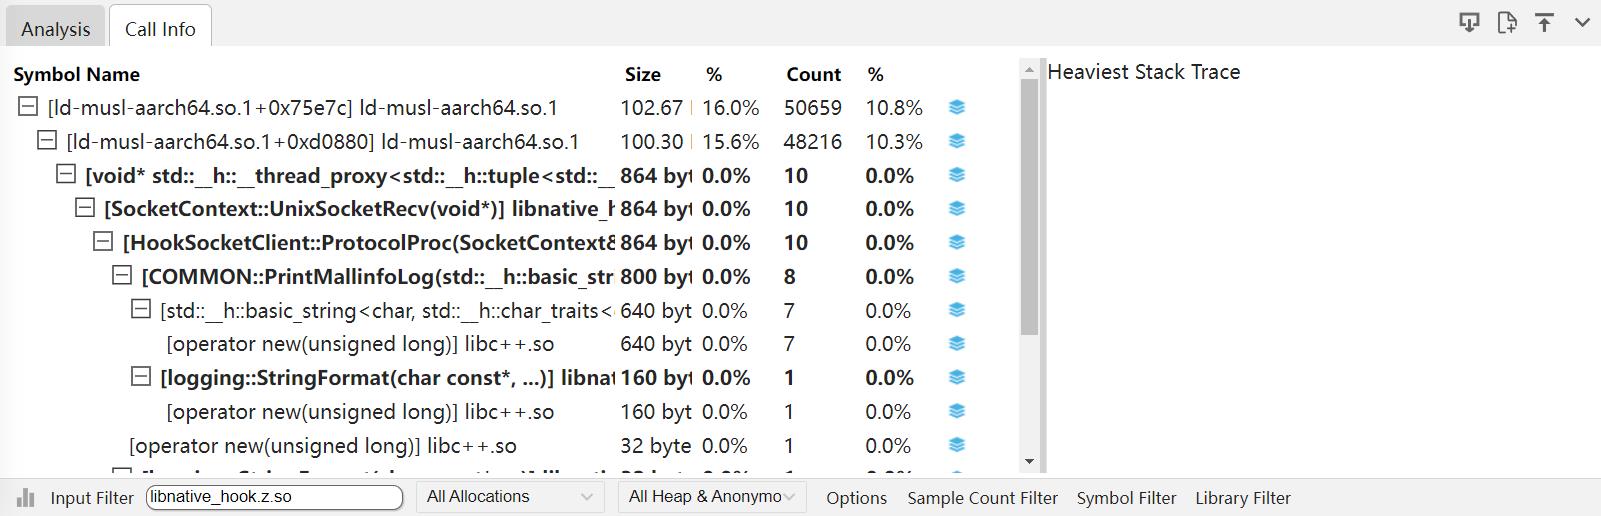 Analysis Call Info
Symbol Name Size % Count % Heaviest Stack Trace
[ld-musl-aarch64.so.1+0x75e7c] ld-musl-aarch64.so.1 102.67 16.0% 50659 10.8%
[ld-musl-aarch64.so.1+0xd0880] ld-musl-aarch64.so.1 100.30 15.6% 48216 10.3%
[void* std::__h::__thread_proxy<std::__h::tuple<std::__ 864 byt 0.0% 10 0.0%
[SocketContext::UnixSocketRecv(void*)] libnative_h 864 byt 0.0% 10 0.0%
[HookSocketClient::ProtocolProc(SocketContext& 864 byt 0.0% 10 0.0%
[COMMON::PrintMallinfoLog(std::__h::basic_str 800 byt 0.0% 8 0.0%
[std::__h::basic_string<char, std::__h::char_traits< 640 byt 0.0% 7 0.0%
[operator new(unsigned long)] libc++.so 640 byt 0.0% 7 0.0%
[logging::StringFormat(char const*, ...)] libnat 160 byt 0.0% 1 0.0%
[operator new(unsigned long)] libc++.so 160 byt 0.0% 1 0.0%
[operator new(unsigned long)] libc++.so 32 byte 0.0% 1 0.0%
Input Filter libnative_hook.z.so All Allocations All Heap & Anonymo Options Sample Count Filter Symbol Filter Library Filter